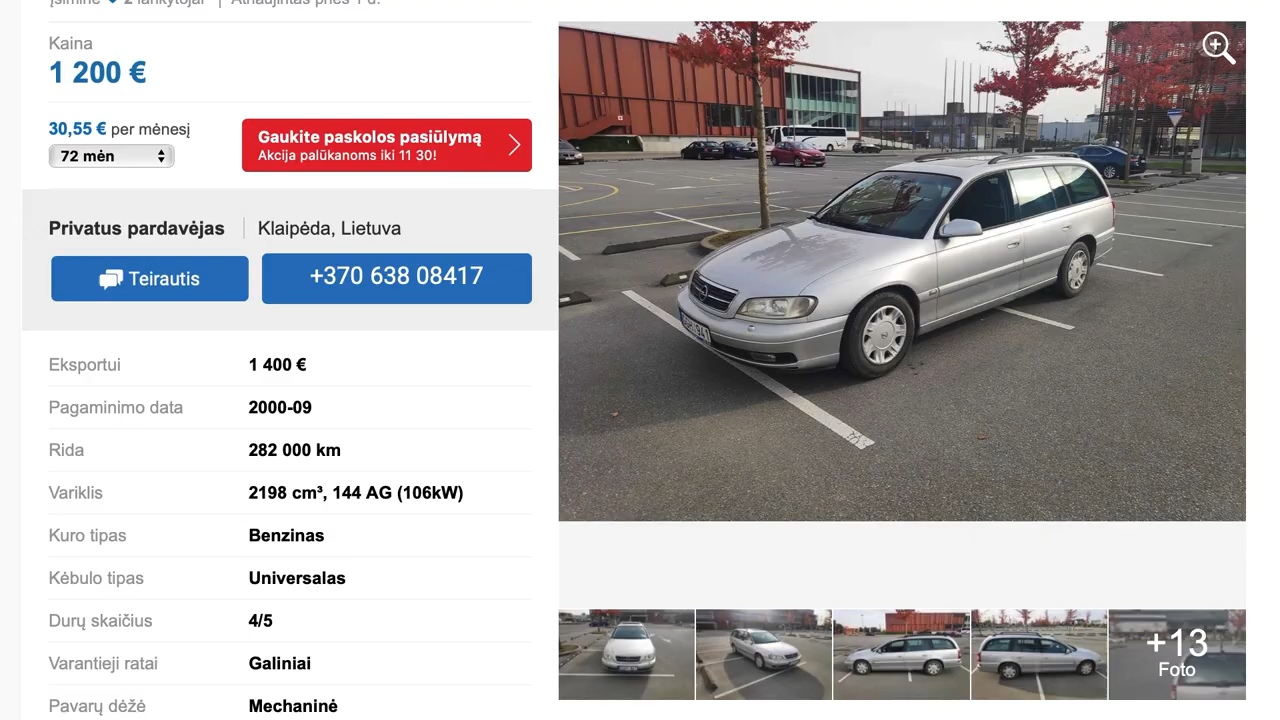 Kaina
1 200 €
30,55 € per mėnesį
72 mėn
Gaukite paskolos pasiūlymą
Akcija palūkanoms iki 11 30!
Privatus pardavėjas
Klaipėda, Lietuva
Teirautis
+370 638 08417
Eksportui 1 400 €
Pagaminimo data 2000-09
Rida 282 000 km
Variklis 2198 cm³, 144 AG (106kW)
Kuro tipas Benzinas
Kėbulo tipas Universalas
Durų skaičius 4/5
Varantieji ratai Galiniai
Pavarų dėžė Mechaninė
+13
Foto